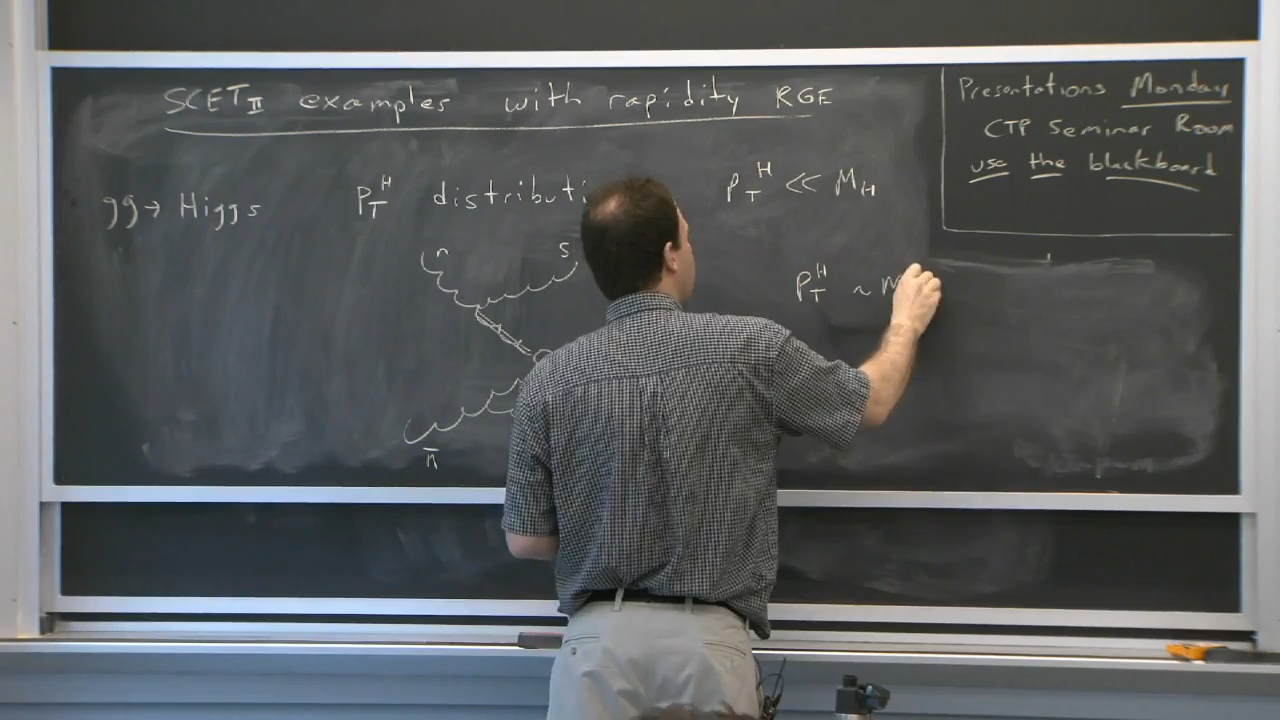 SCET_II examples with rapidity RGE
gg → Higgs P_T^H distributi P_T^H << M_H
n s
P_T^H ~ M
n̄
Presentations Monday
CTP Seminar Room
use the blackboard